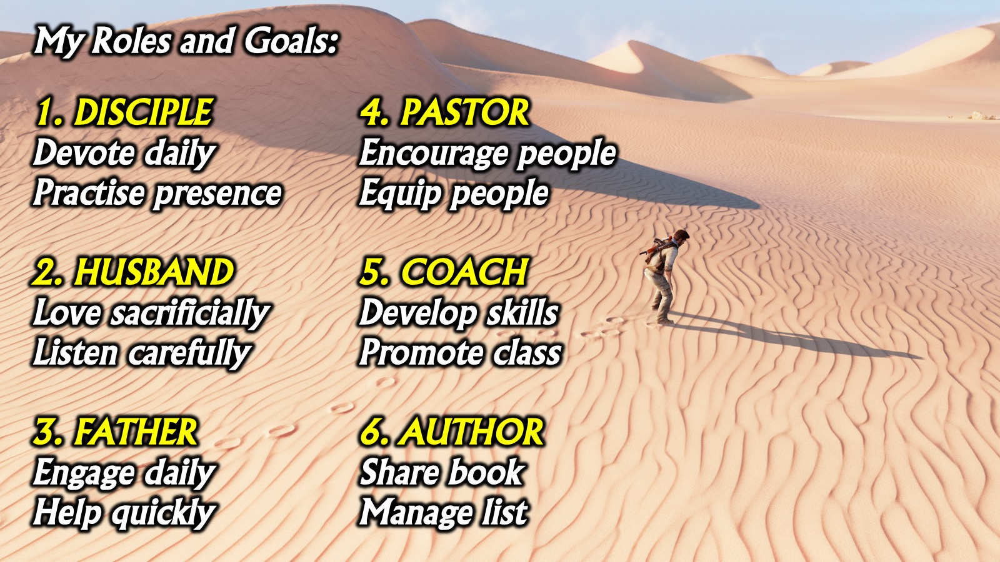 My Roles and Goals:
1. DISCIPLE
Devote daily
Practise presence
2. HUSBAND
Love sacrificially
Listen carefully
3. FATHER
Engage daily
Help quickly
4. PASTOR
Encourage people
Equip people
5. COACH
Develop skills
Promote class
6. AUTHOR
Share book
Manage list